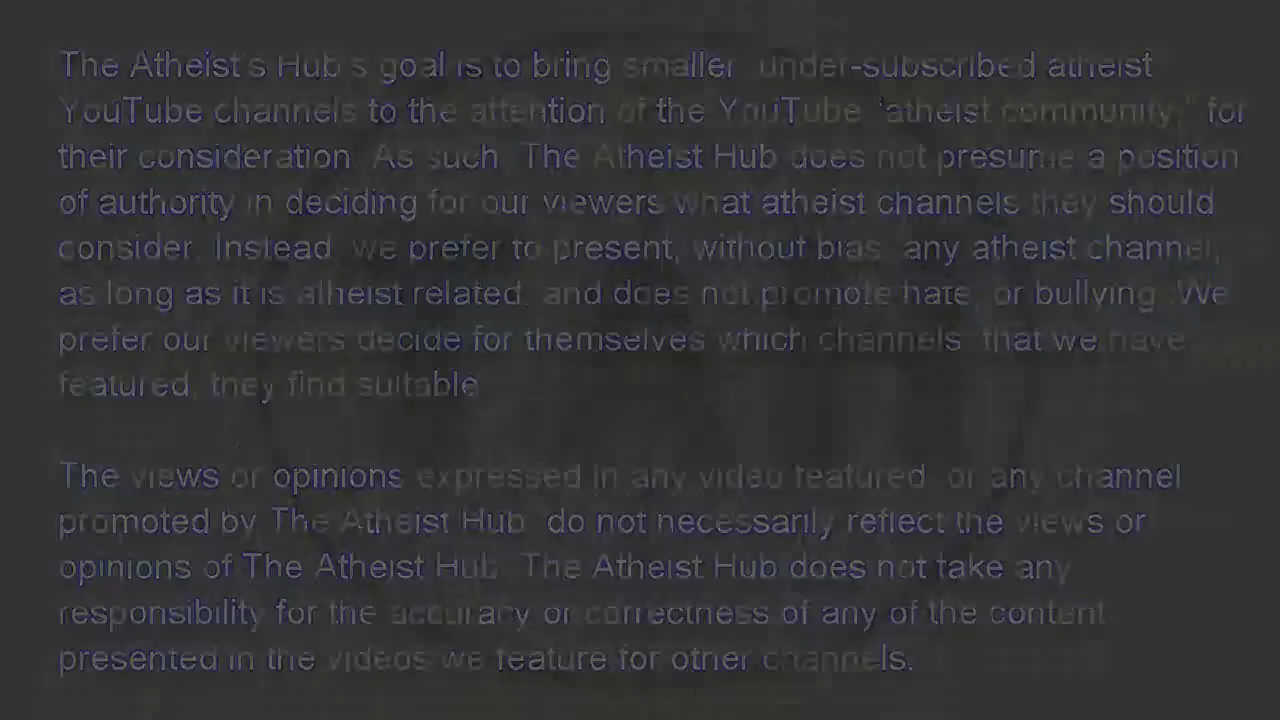 The Atheist's Hub's goal is to bring smaller, under-subscribed atheist
YouTube channels to the attention of the YouTube "atheist community," for
their consideration. As such, The Atheist Hub does not presume a position
of authority in deciding for our viewers what atheist channels they should
consider. Instead, we prefer to present, without bias, any atheist channel,
as long as it is atheist related, and does not promote hate, or bullying. We
prefer our viewers decide for themselves which channels, that we have
featured, they find suitable.
The views or opinions expressed in any video featured, or any channel
promoted by The Atheist Hub, do not necessarily reflect the views or
opinions of The Atheist Hub. The Atheist Hub does not take any
responsibility for the accuracy or correctness of any of the content
presented in the videos we feature for other channels.